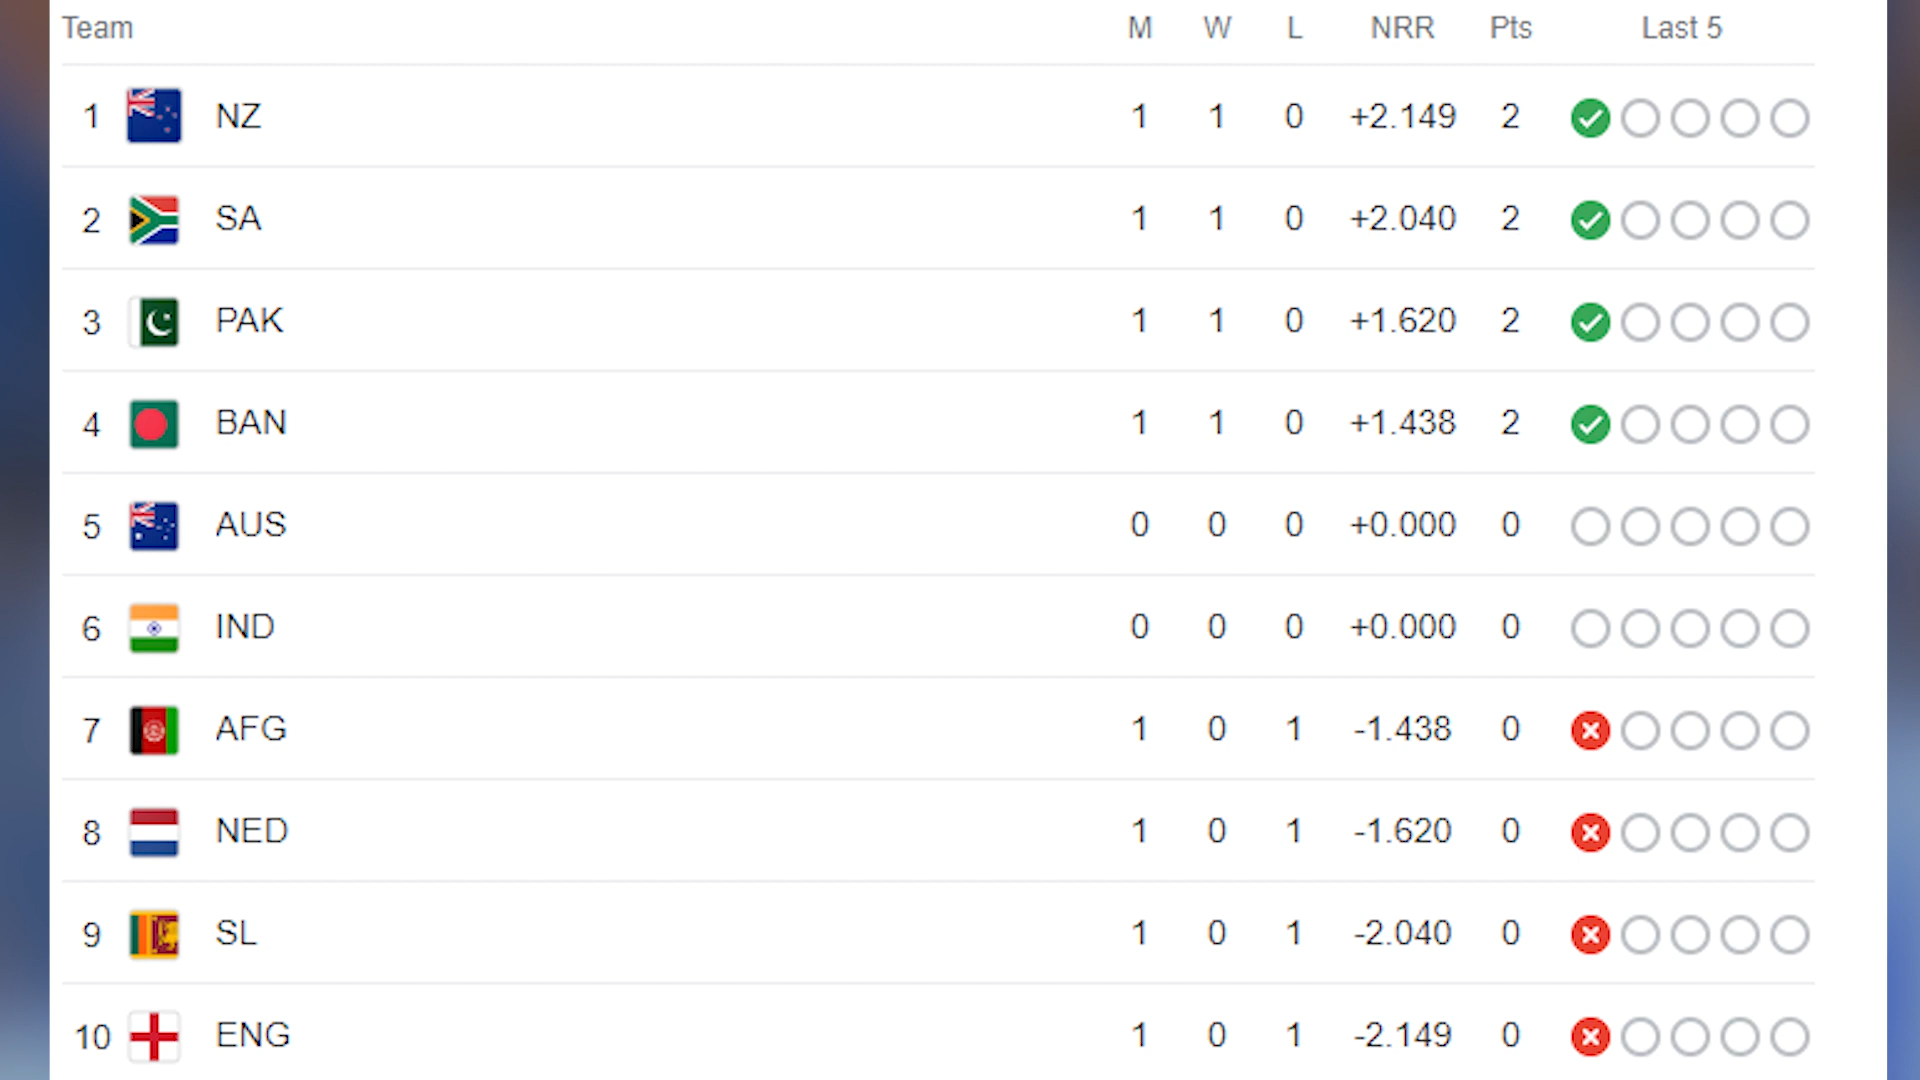 Team M W L NRR Pts Last 5
1 NZ 1 1 0 +2.149 2
2 SA 1 1 0 +2.040 2
3 PAK 1 1 0 +1.620 2
4 BAN 1 1 0 +1.438 2
5 AUS 0 0 0 +0.000 0
6 IND 0 0 0 +0.000 0
7 AFG 1 0 1 -1.438 0
8 NED 1 0 1 -1.620 0
9 SL 1 0 1 -2.040 0
10 ENG 1 0 1 -2.149 0